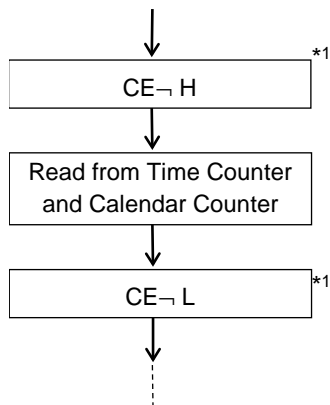 *1
CE¬ H
Read from Time Counter
and Calendar Counter
*1
CE¬ L